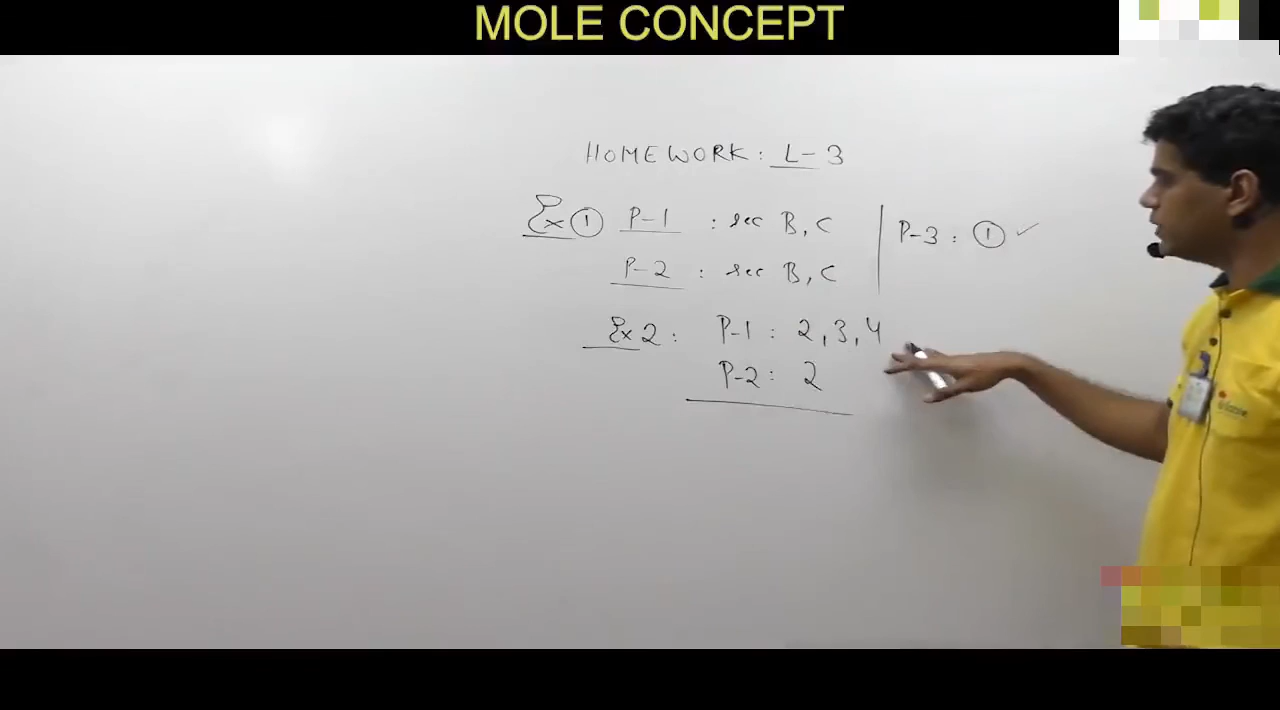 MOLE CONCEPT
HOMEWORK: L-3
Ex ① P-1 : sec B, C | P-3 : ① ✓
P-2 : sec B, C
Ex 2 : P-1 : 2, 3, 4
P-2 : 2